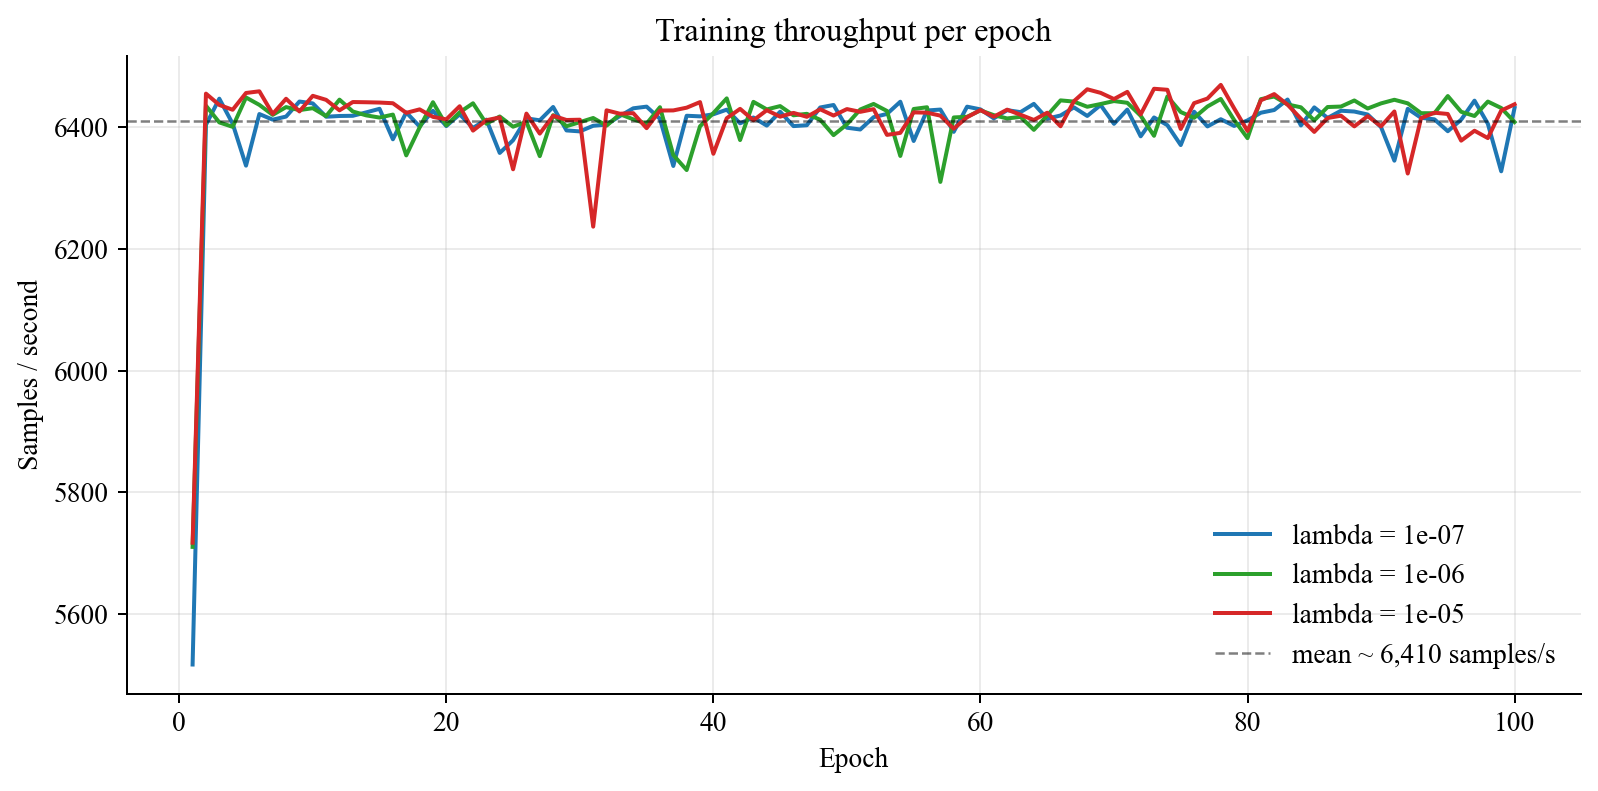 Training throughput per epoch
Samples / second
6400
6200
6000
5800
5600
lambda = 1e-07
lambda = 1e-06
lambda = 1e-05
mean ~ 6,410 samples/s
0 20 40 60 80 100
Epoch